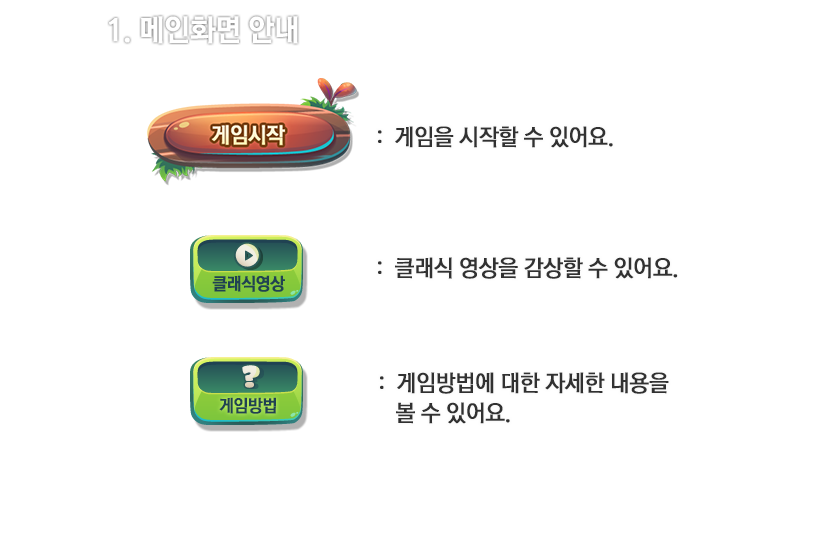 1. 메인화면 안내
게임시작 : 게임을 시작할 수 있어요.
클래식영상 : 클래식 영상을 감상할 수 있어요.
게임방법 : 게임방법에 대한 자세한 내용을
볼 수 있어요.